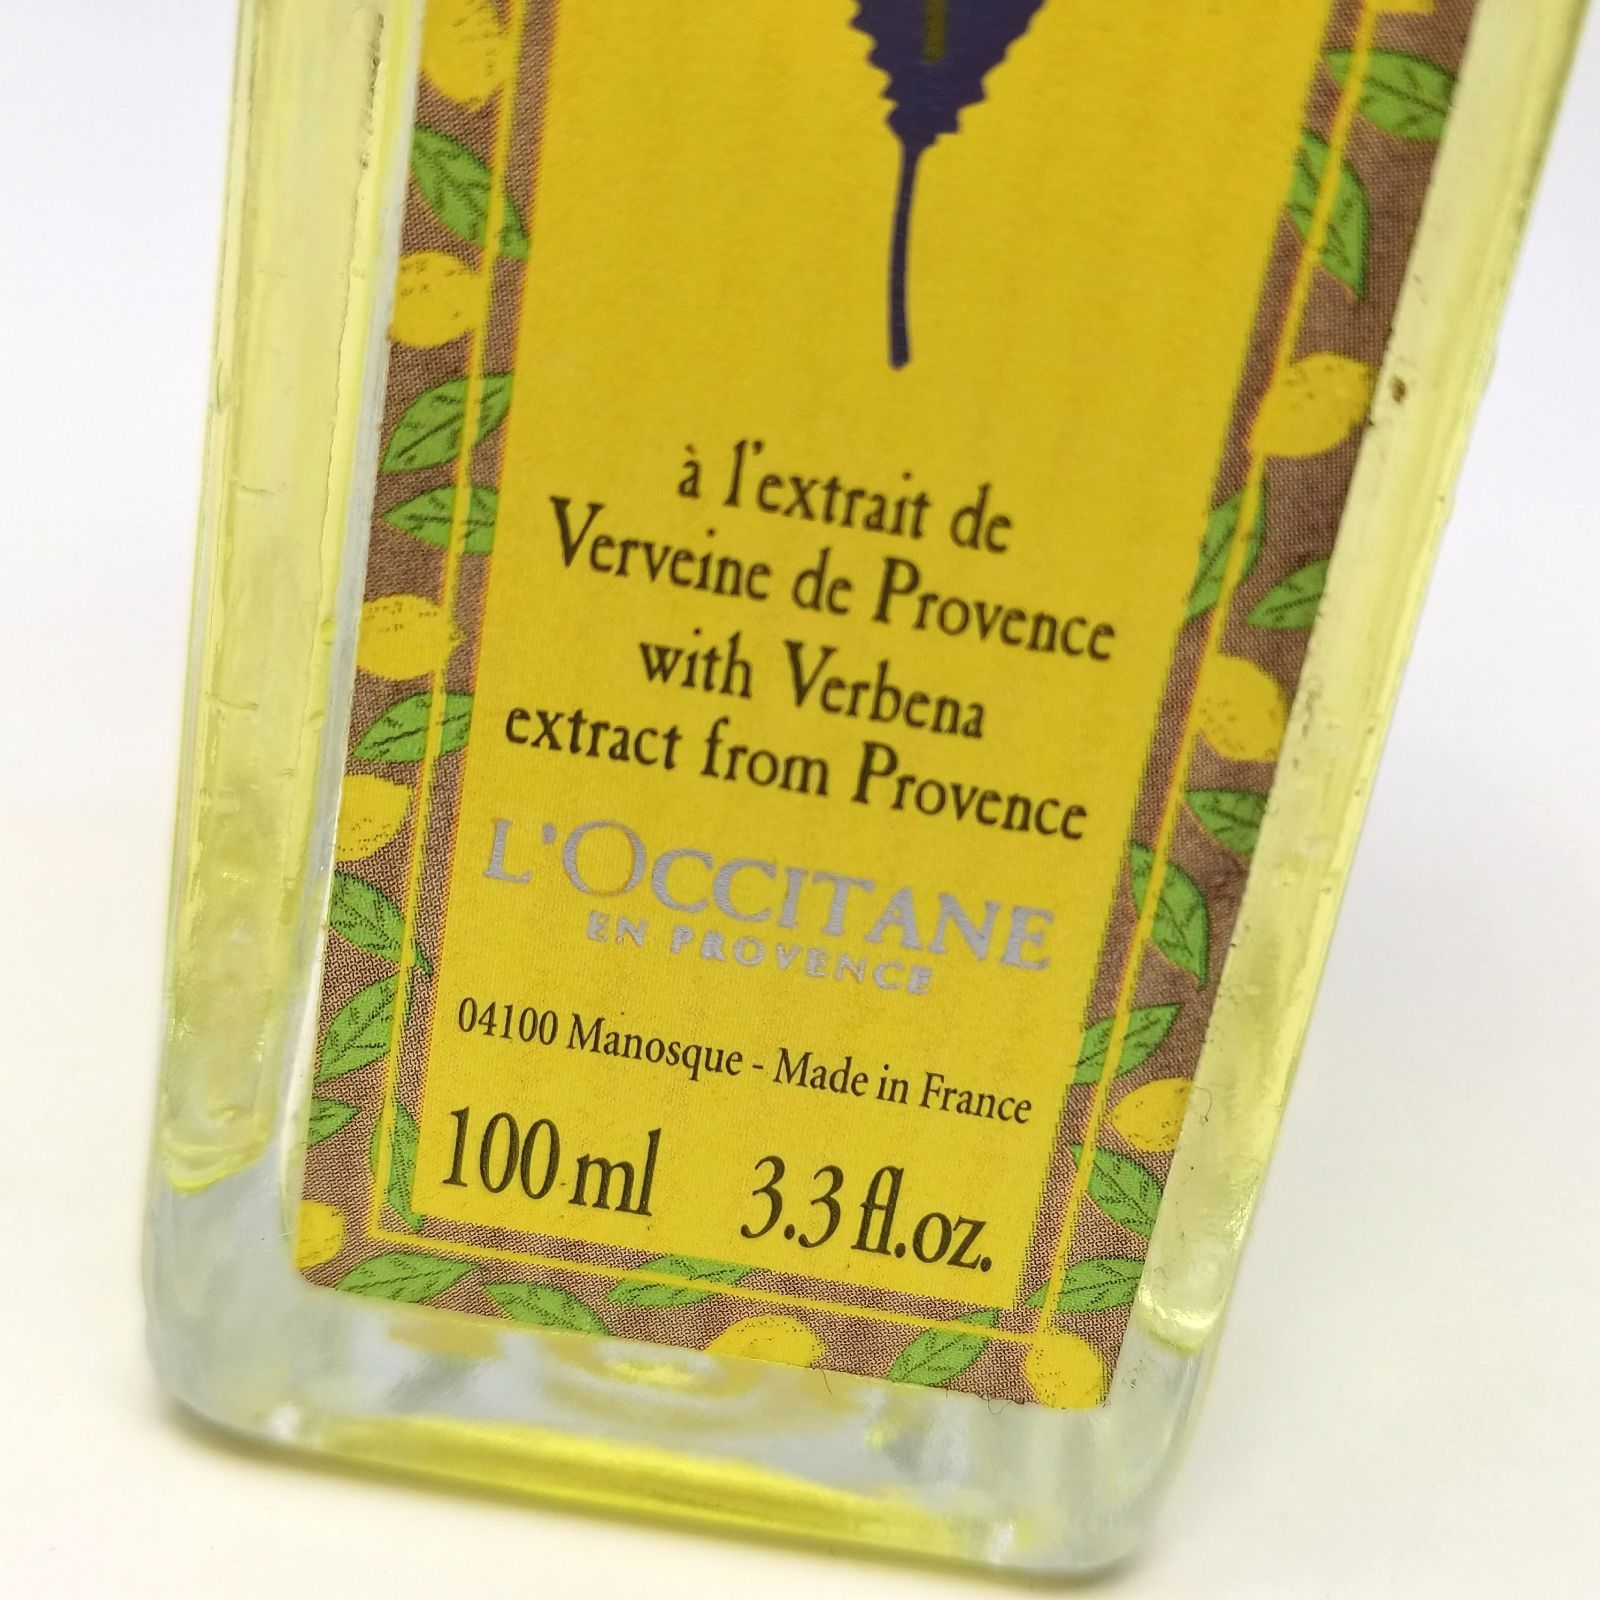 à l'extrait de
Verveine de Provence
with Verbena
extract from Provence
L'OCCITANE
EN PROVENCE
04100 Manosque - Made in France
100 ml 3.3 fl.oz.